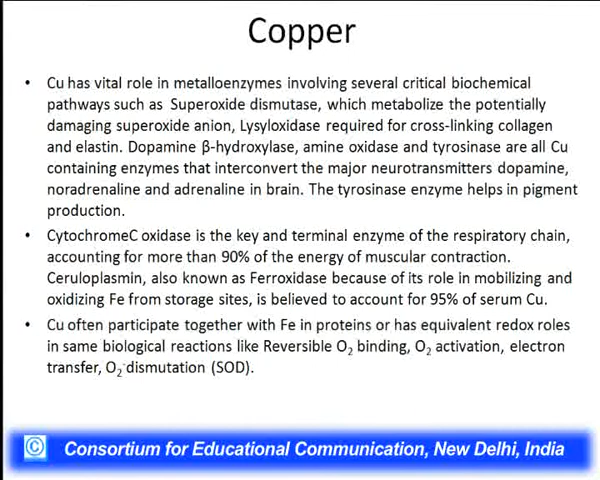 Copper
• Cu has vital role in metalloenzymes involving several critical biochemical
pathways such as Superoxide dismutase, which metabolize the potentially
damaging superoxide anion, Lysyloxidase required for cross-linking collagen
and elastin. Dopamine β-hydroxylase, amine oxidase and tyrosinase are all Cu
containing enzymes that interconvert the major neurotransmitters dopamine,
noradrenaline and adrenaline in brain. The tyrosinase enzyme helps in pigment
production.
• CytochromeC oxidase is the key and terminal enzyme of the respiratory chain,
accounting for more than 90% of the energy of muscular contraction.
Ceruloplasmin, also known as Ferroxidase because of its role in mobilizing and
oxidizing Fe from storage sites, is believed to account for 95% of serum Cu.
• Cu often participate together with Fe in proteins or has equivalent redox roles
in same biological reactions like Reversible O₂ binding, O₂ activation, electron
transfer, O₂⁻dismutation (SOD).
© Consortium for Educational Communication, New Delhi, India